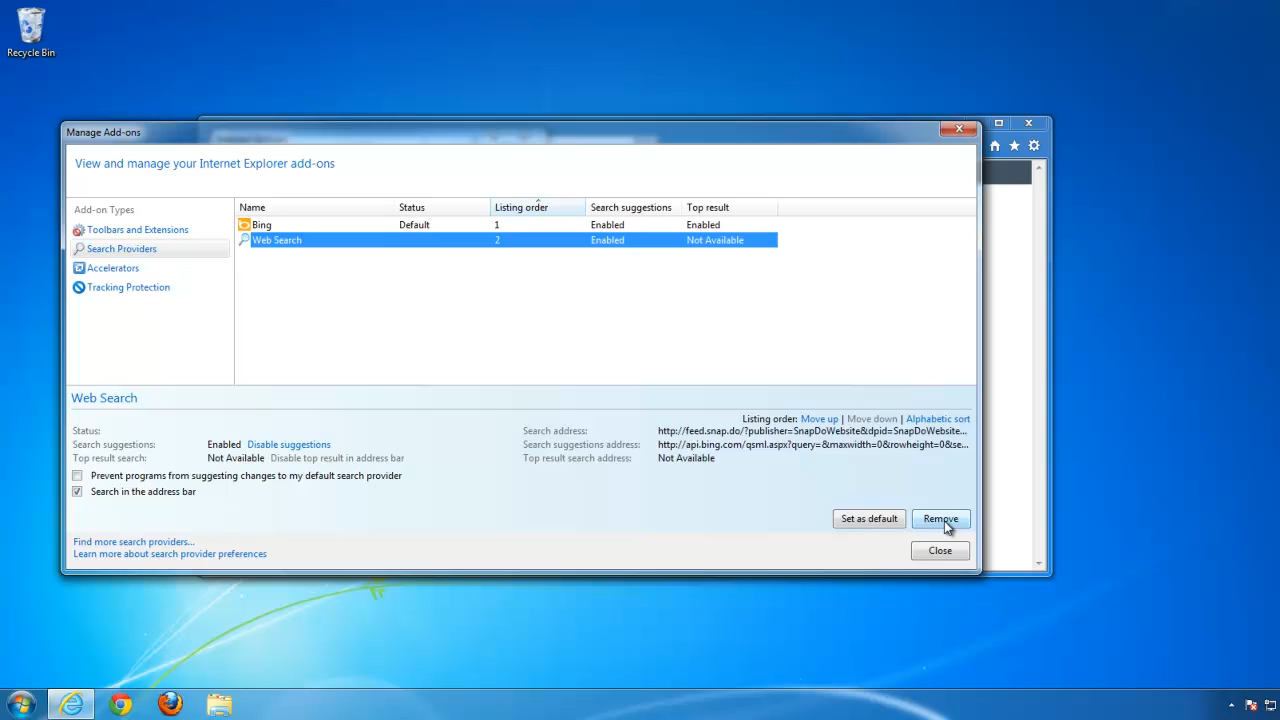 Recycle Bin
Manage Add-ons
View and manage your Internet Explorer add-ons
Add-on Types
Toolbars and Extensions
Search Providers
Accelerators
Tracking Protection
Name Status Listing order Search suggestions Top result
Bing Default 1 Enabled Enabled
Web Search 2 Enabled Not Available
Web Search
Listing order: Move up | Move down | Alphabetic sort
Status:
Search suggestions: Enabled Disable suggestions
Top result search: Not Available Disable top result in address bar
Search address: http://feed.snap.do/?publisher=SnapDoWebsite&dpid=SnapDoWebsite...
Search suggestions address: http://api.bing.com/qsml.aspx?query=&maxwidth=0&rowheight=0&se...
Top result search address: Not Available
Prevent programs from suggesting changes to my default search provider
Search in the address bar
Set as default Remove
Find more search providers...
Learn more about search provider preferences
Close